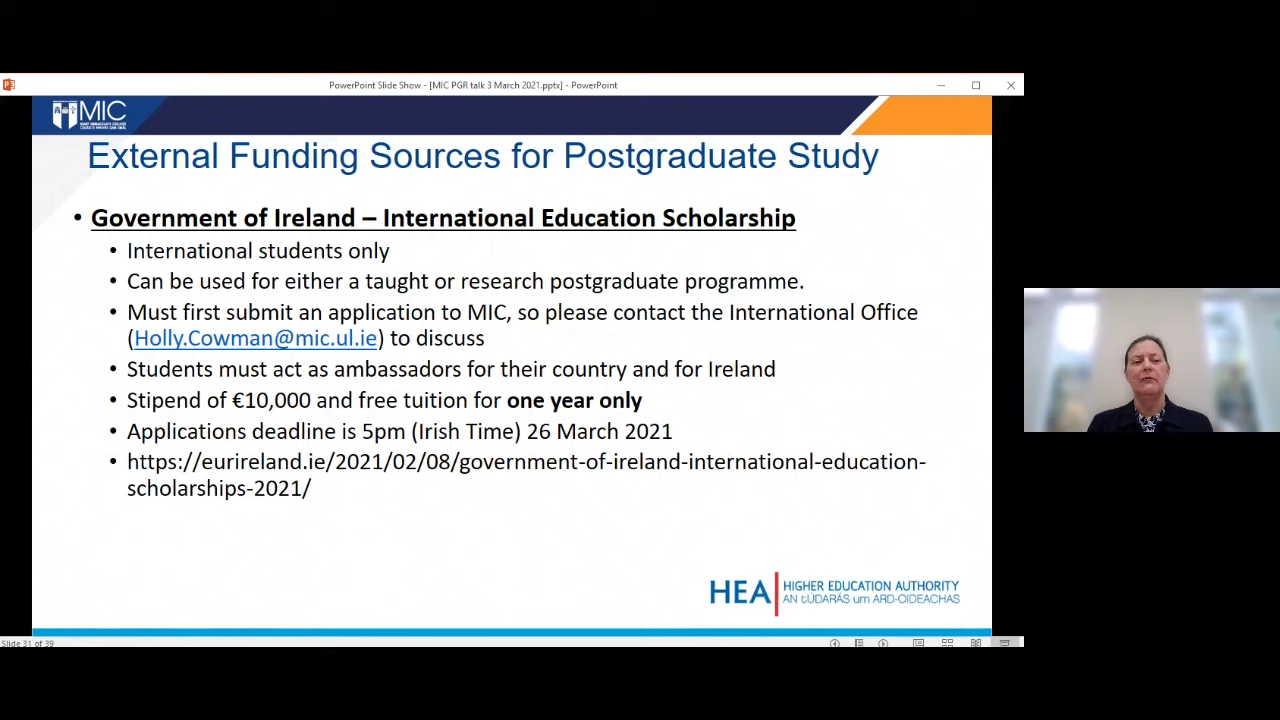 PowerPoint Slide Show - [MIC PGR talk 3 March 2021.pptx] - PowerPoint
MIC
External Funding Sources for Postgraduate Study
• Government of Ireland – International Education Scholarship
• International students only
• Can be used for either a taught or research postgraduate programme.
• Must first submit an application to MIC, so please contact the International Office
(Holly.Cowman@mic.ul.ie) to discuss
• Students must act as ambassadors for their country and for Ireland
• Stipend of €10,000 and free tuition for one year only
• Applications deadline is 5pm (Irish Time) 26 March 2021
• https://eurireland.ie/2021/02/08/government-of-ireland-international-education-
scholarships-2021/
HEA HIGHER EDUCATION AUTHORITY
AN tÚDARÁS um ARD-OIDEACHAS
Slide 31 of 39